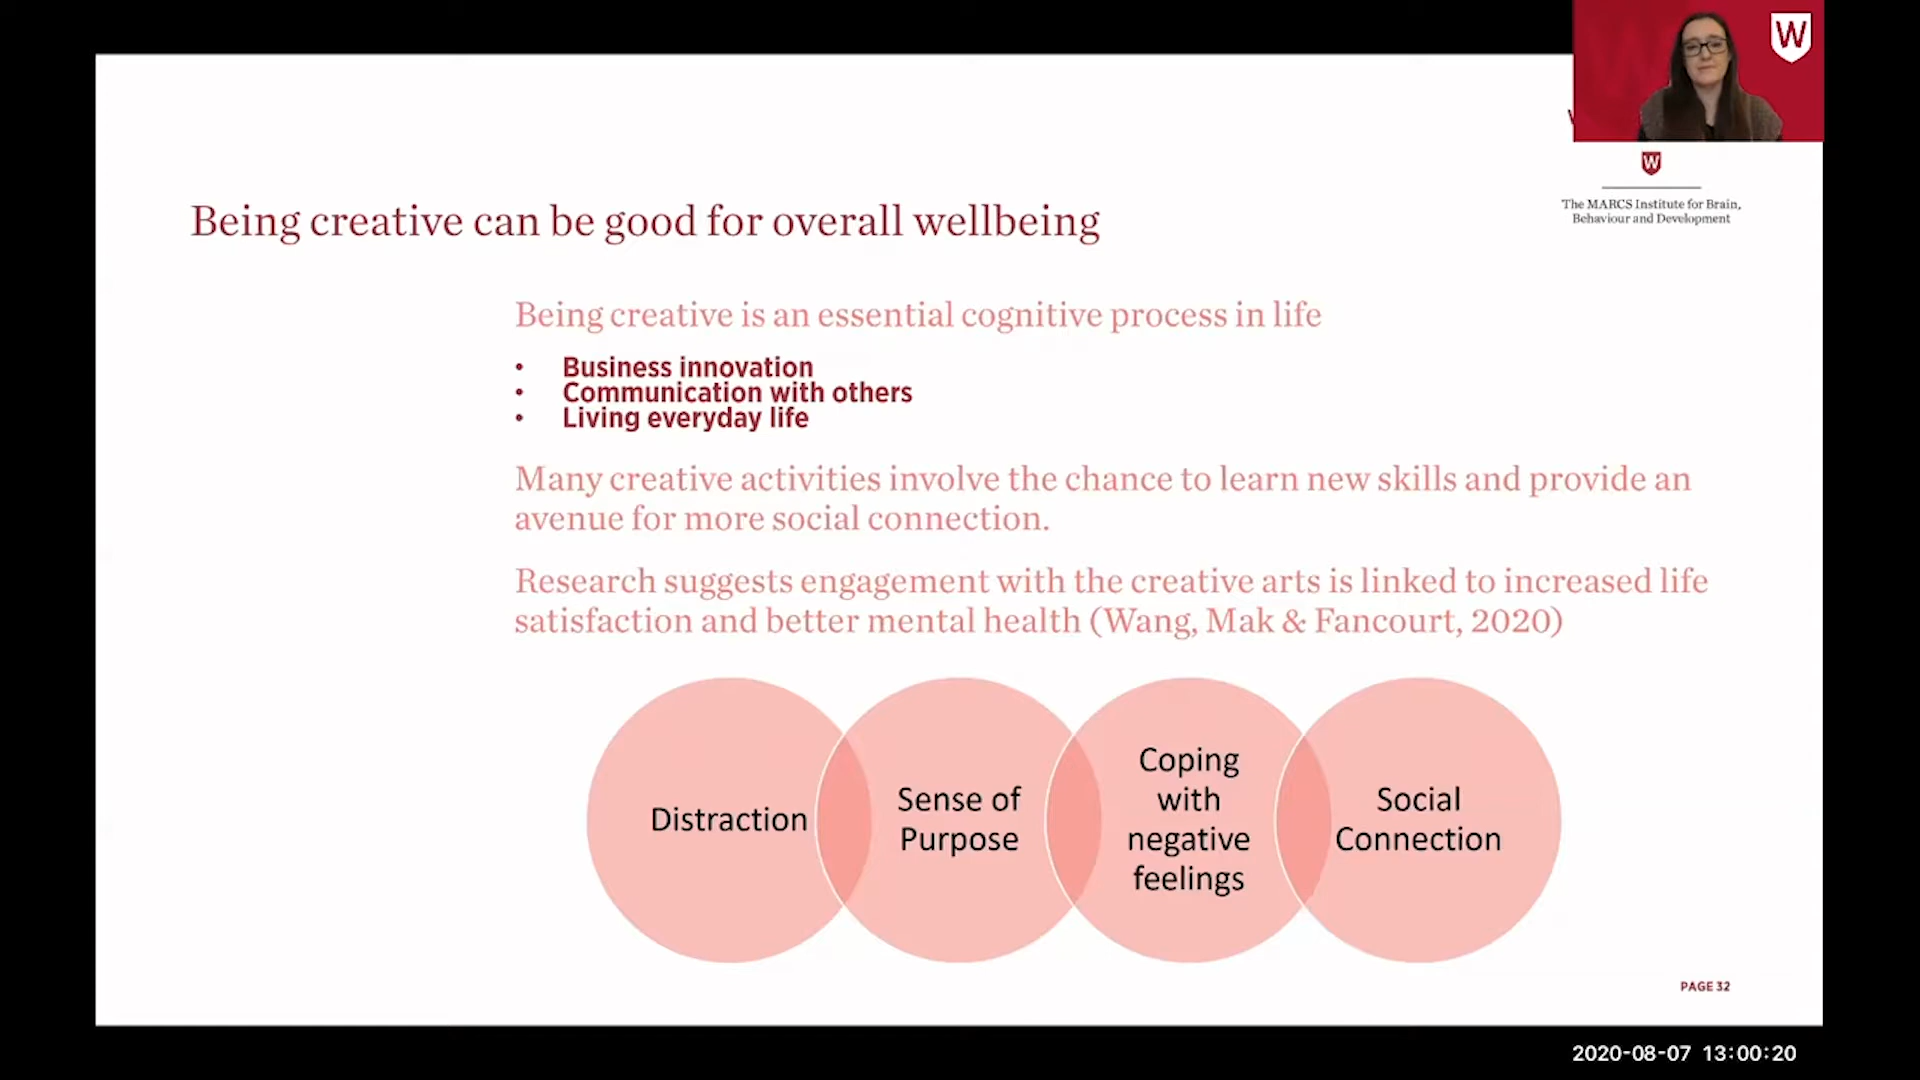 W
W
The MARCS Institute for Brain,
Behaviour and Development
Being creative can be good for overall wellbeing
Being creative is an essential cognitive process in life
• Business innovation
• Communication with others
• Living everyday life
Many creative activities involve the chance to learn new skills and provide an
avenue for more social connection.
Research suggests engagement with the creative arts is linked to increased life
satisfaction and better mental health (Wang, Mak & Fancourt, 2020)
Distraction
Sense of
Purpose
Coping
with
negative
feelings
Social
Connection
PAGE 32
2020-08-07 13:00:20